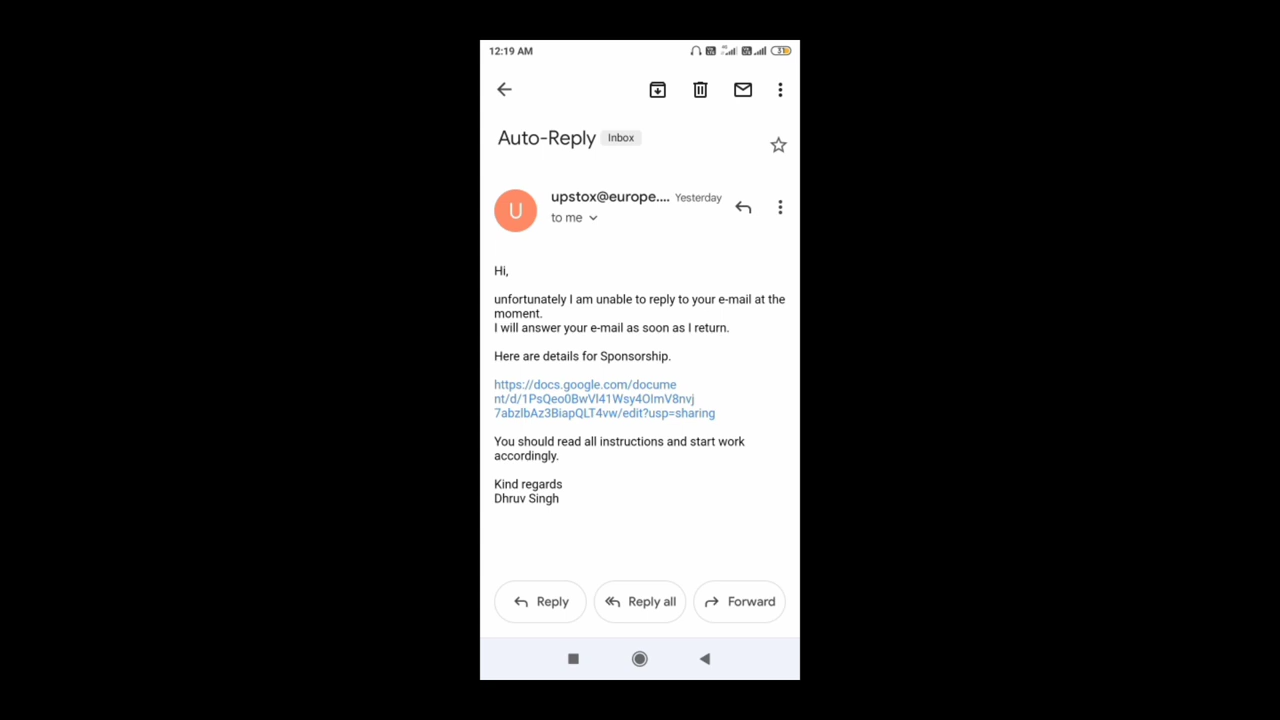 12:19 AM
31
Auto-Reply
Inbox
U
upstox@europe....
Yesterday
to me
Hi,
unfortunately I am unable to reply to your e-mail at the
moment.
I will answer your e-mail as soon as I return.
Here are details for Sponsorship.
https://docs.google.com/docume
nt/d/1PsQeo0BwVl41Wsy4OlmV8nvj
7abzlbAz3BiapQLT4vw/edit?usp=sharing
You should read all instructions and start work
accordingly.
Kind regards
Dhruv Singh
Reply
Reply all
Forward